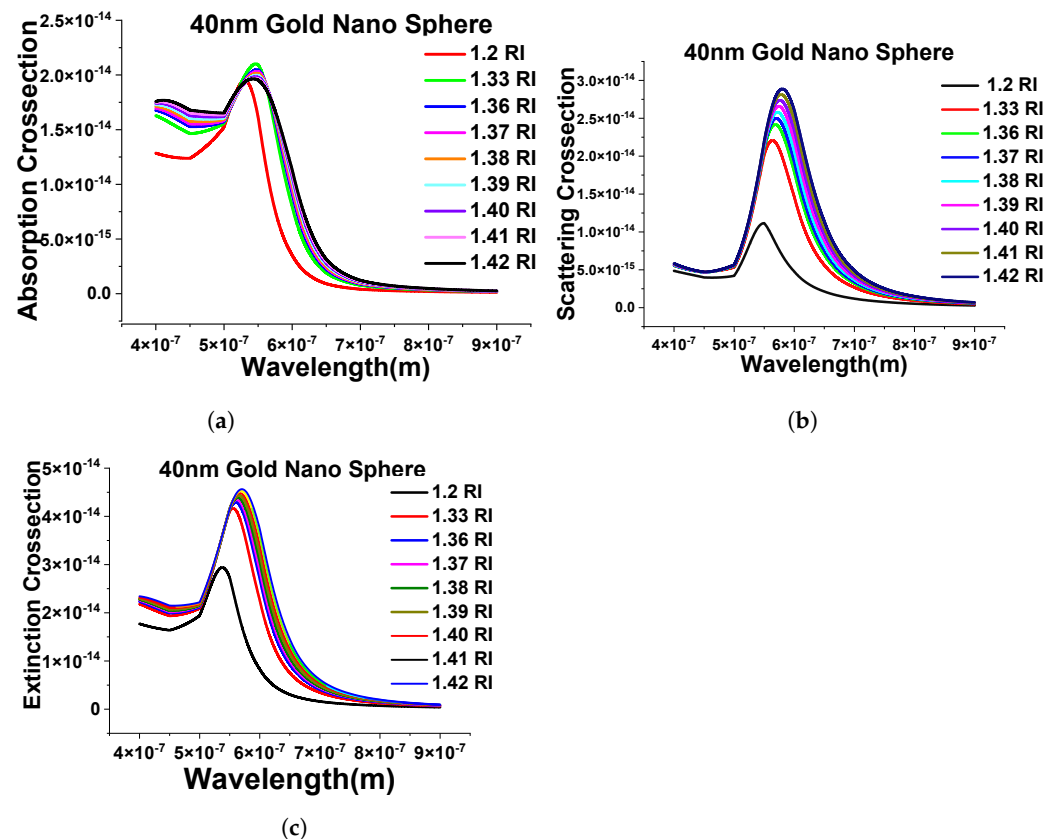 40nm Gold Nano Sphere
Absorption Crossection
2.5×10⁻¹⁴
2.0×10⁻¹⁴
1.5×10⁻¹⁴
1.0×10⁻¹⁴
5.0×10⁻¹⁵
0.0
1.2 RI
1.33 RI
1.36 RI
1.37 RI
1.38 RI
1.39 RI
1.40 RI
1.41 RI
1.42 RI
4×10⁻⁷ 5×10⁻⁷ 6×10⁻⁷ 7×10⁻⁷ 8×10⁻⁷ 9×10⁻⁷
Wavelength(m)
(a)
40nm Gold Nano Sphere
Scattering Crossection
3.0×10⁻¹⁴
2.5×10⁻¹⁴
2.0×10⁻¹⁴
1.5×10⁻¹⁴
1.0×10⁻¹⁴
5.0×10⁻¹⁵
0.0
1.2 RI
1.33 RI
1.36 RI
1.37 RI
1.38 RI
1.39 RI
1.40 RI
1.41 RI
1.42 RI
4×10⁻⁷ 5×10⁻⁷ 6×10⁻⁷ 7×10⁻⁷ 8×10⁻⁷ 9×10⁻⁷
Wavelength(m)
(b)
40nm Gold Nano Sphere
Extinction Crossection
5×10⁻¹⁴
4×10⁻¹⁴
3×10⁻¹⁴
2×10⁻¹⁴
1×10⁻¹⁴
0
1.2 RI
1.33 RI
1.36 RI
1.37 RI
1.38 RI
1.39 RI
1.40 RI
1.41 RI
1.42 RI
4×10⁻⁷ 5×10⁻⁷ 6×10⁻⁷ 7×10⁻⁷ 8×10⁻⁷ 9×10⁻⁷
Wavelength(m)
(c)